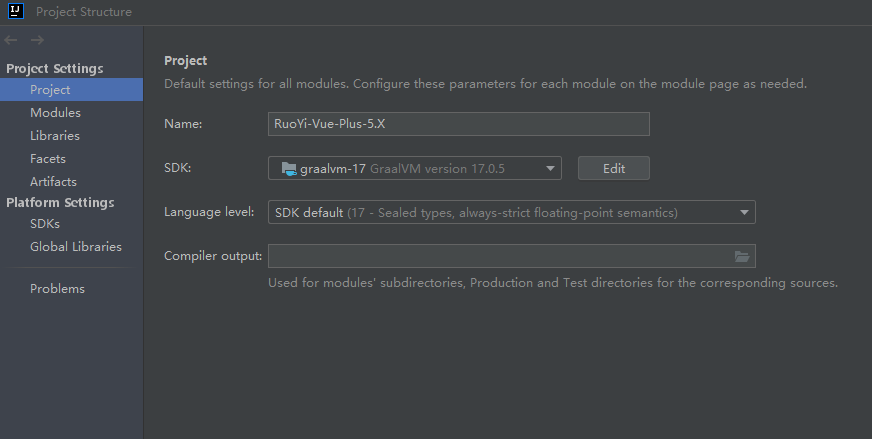 IJ Project Structure
Project Settings
Project
Modules
Libraries
Facets
Artifacts
Platform Settings
SDKs
Global Libraries
Problems
Project
Default settings for all modules. Configure these parameters for each module on the module page as needed.
Name: RuoYi-Vue-Plus-5.X
SDK: graalvm-17 GraalVM version 17.0.5 Edit
Language level: SDK default (17 - Sealed types, always-strict floating-point semantics)
Compiler output:
Used for modules' subdirectories, Production and Test directories for the corresponding sources.